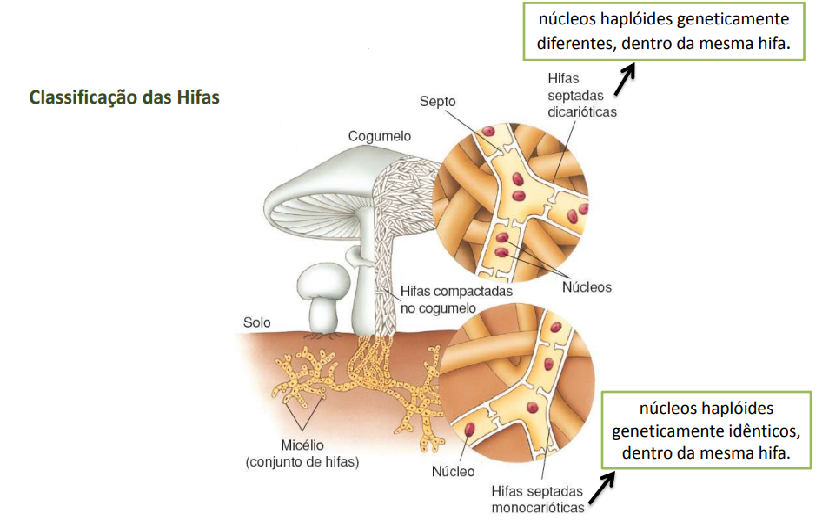 núcleos haplóides geneticamente
diferentes, dentro da mesma hifa.
Classificação das Hifas
Hifas
septadas
dicarióticas
Septo
Cogumelo
Núcleos
Hifas compactadas
no cogumelo
Solo
núcleos haplóides
geneticamente idênticos,
dentro da mesma hifa.
Micélio
(conjunto de hifas)
Núcleo
Hifas septadas
monocarióticas